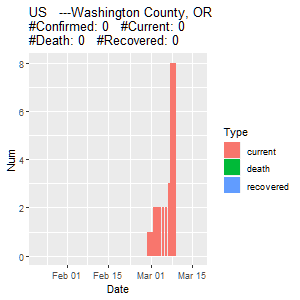 US ---Washington County, OR
#Confirmed: 0 #Current: 0
#Death: 0 #Recovered: 0
8
6
4
2
0
Num
Feb 01 Feb 15 Mar 01 Mar 15
Date
Type
current
death
recovered